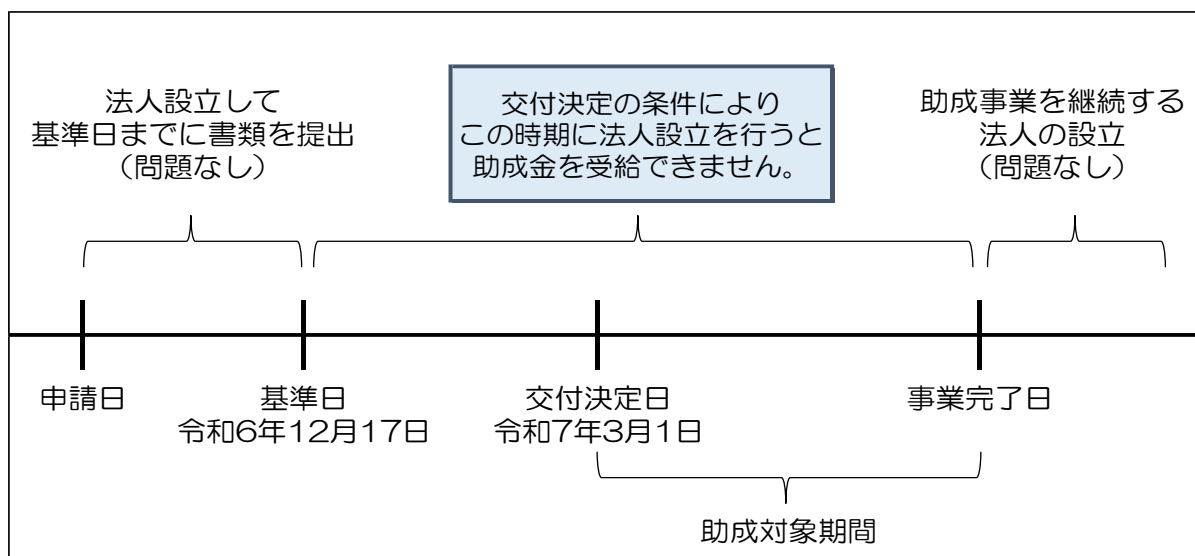 法人設立して
基準日までに書類を提出
（問題なし）
交付決定の条件により
この時期に法人設立を行うと
助成金を受給できません。
助成事業を継続する
法人の設立
（問題なし）
申請日
基準日
令和6年12月17日
交付決定日
令和7年3月1日
事業完了日
助成対象期間